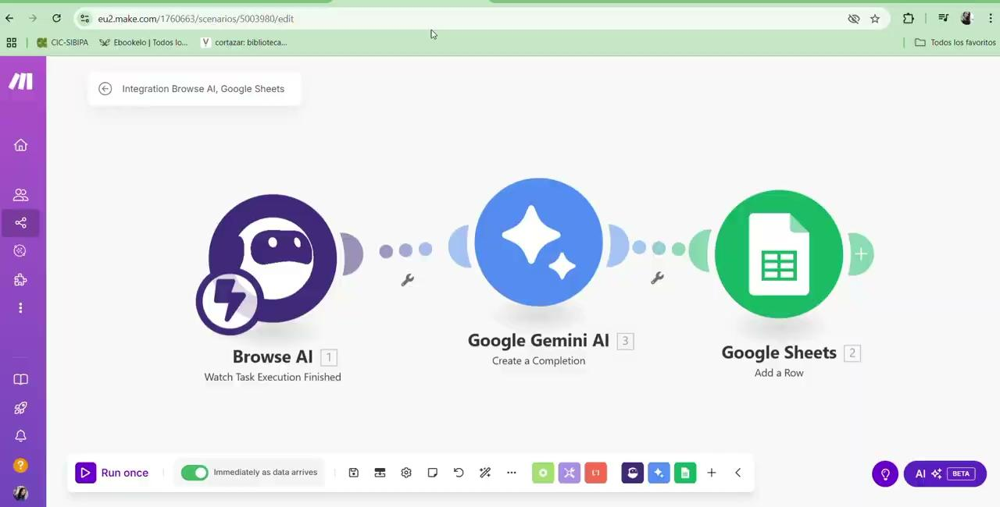 eu2.make.com/1760663/scenarios/5003980/edit
CIC-SIBIPA
Ebookelo | Todos lo...
cortazar: biblioteca...
Todos los favoritos
Integration Browse AI, Google Sheets
Browse AI 1
Watch Task Execution Finished
Google Gemini AI 3
Create a Completion
Google Sheets 2
Add a Row
Run once
Immediately as data arrives
AI BETA